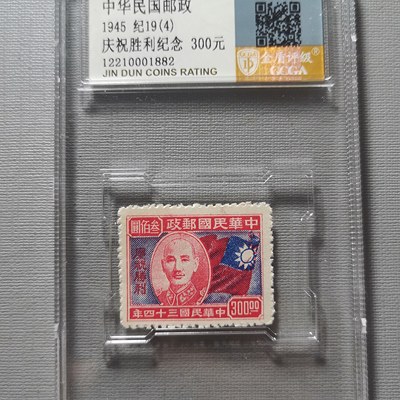 中华民国邮政
1945 纪19(4)
庆祝胜利纪念 300元
12210001882
JIN DUN COINS RATING
金盾评级
政郵國民華中
圓佰叁
300.00
年四十三國民華中